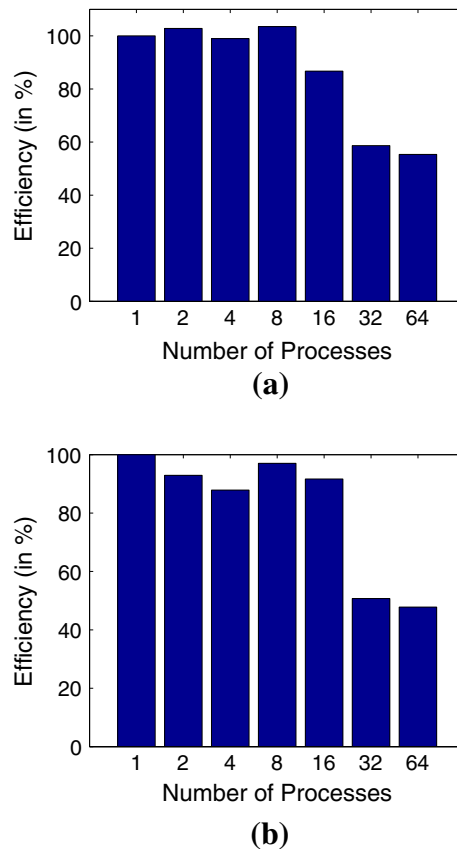 100
80
60
40
20
0
Efficiency (in %)
1 2 4 8 16 32 64
Number of Processes
(a)
100
80
60
40
20
0
Efficiency (in %)
1 2 4 8 16 32 64
Number of Processes
(b)